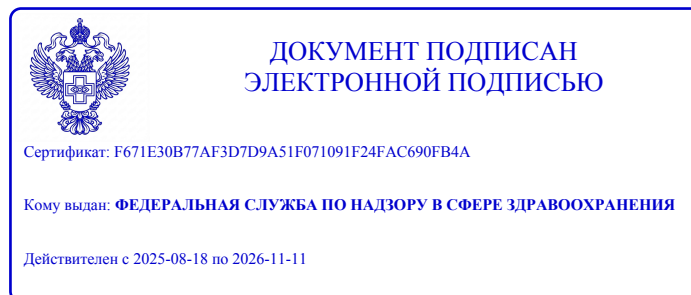 ДОКУМЕНТ ПОДПИСАН
ЭЛЕКТРОННОЙ ПОДПИСЬЮ
Сертификат: F671E30B77AF3D7D9A51F071091F24FAC690FB4A
Кому выдан: ФЕДЕРАЛЬНАЯ СЛУЖБА ПО НАДЗОРУ В СФЕРЕ ЗДРАВООХРАНЕНИЯ
Действителен с 2025-08-18 по 2026-11-11